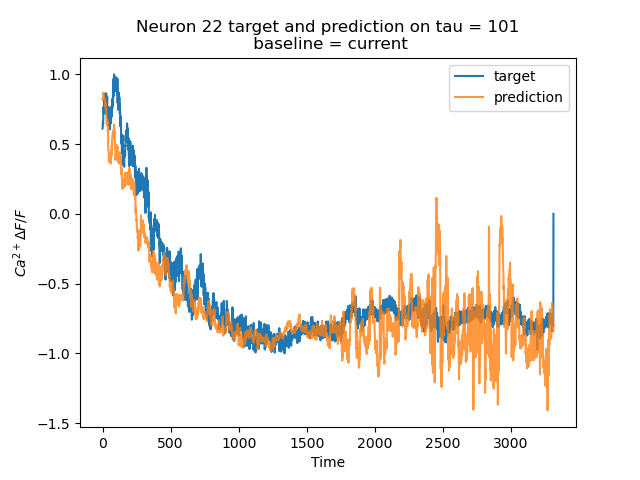 Neuron 22 target and prediction on tau = 101
baseline = current
target
prediction
Ca²⁺ ΔF/F
1.0
0.5
0.0
−0.5
−1.0
−1.5
0 500 1000 1500 2000 2500 3000
Time